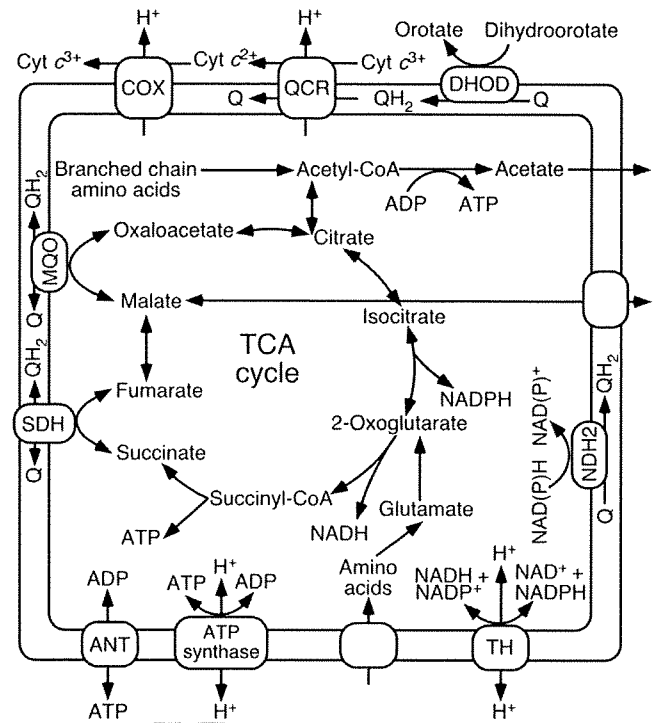 H⁺
H⁺
Orotate
Dihydroorotate
Cyt c³⁺
Cyt c²⁺
Cyt c³⁺
COX
QCR
DHOD
Q
QH₂
Q
Branched chain
amino acids
Acetyl-CoA
Acetate
ADP
ATP
QH₂
MQO
Q
Oxaloacetate
Citrate
Malate
Isocitrate
TCA
cycle
QH₂
SDH
Q
Fumarate
NADPH
2-Oxoglutarate
Succinate
NAD(P)H
NAD(P)⁺
NDH2
QH₂
Q
Succinyl-CoA
Glutamate
ATP
NADH
Amino
acids
ADP
ATP
H⁺
ADP
NADH +
NADP⁺
H⁺
NAD⁺ +
NADPH
ANT
ATP
synthase
TH
ATP
H⁺
H⁺